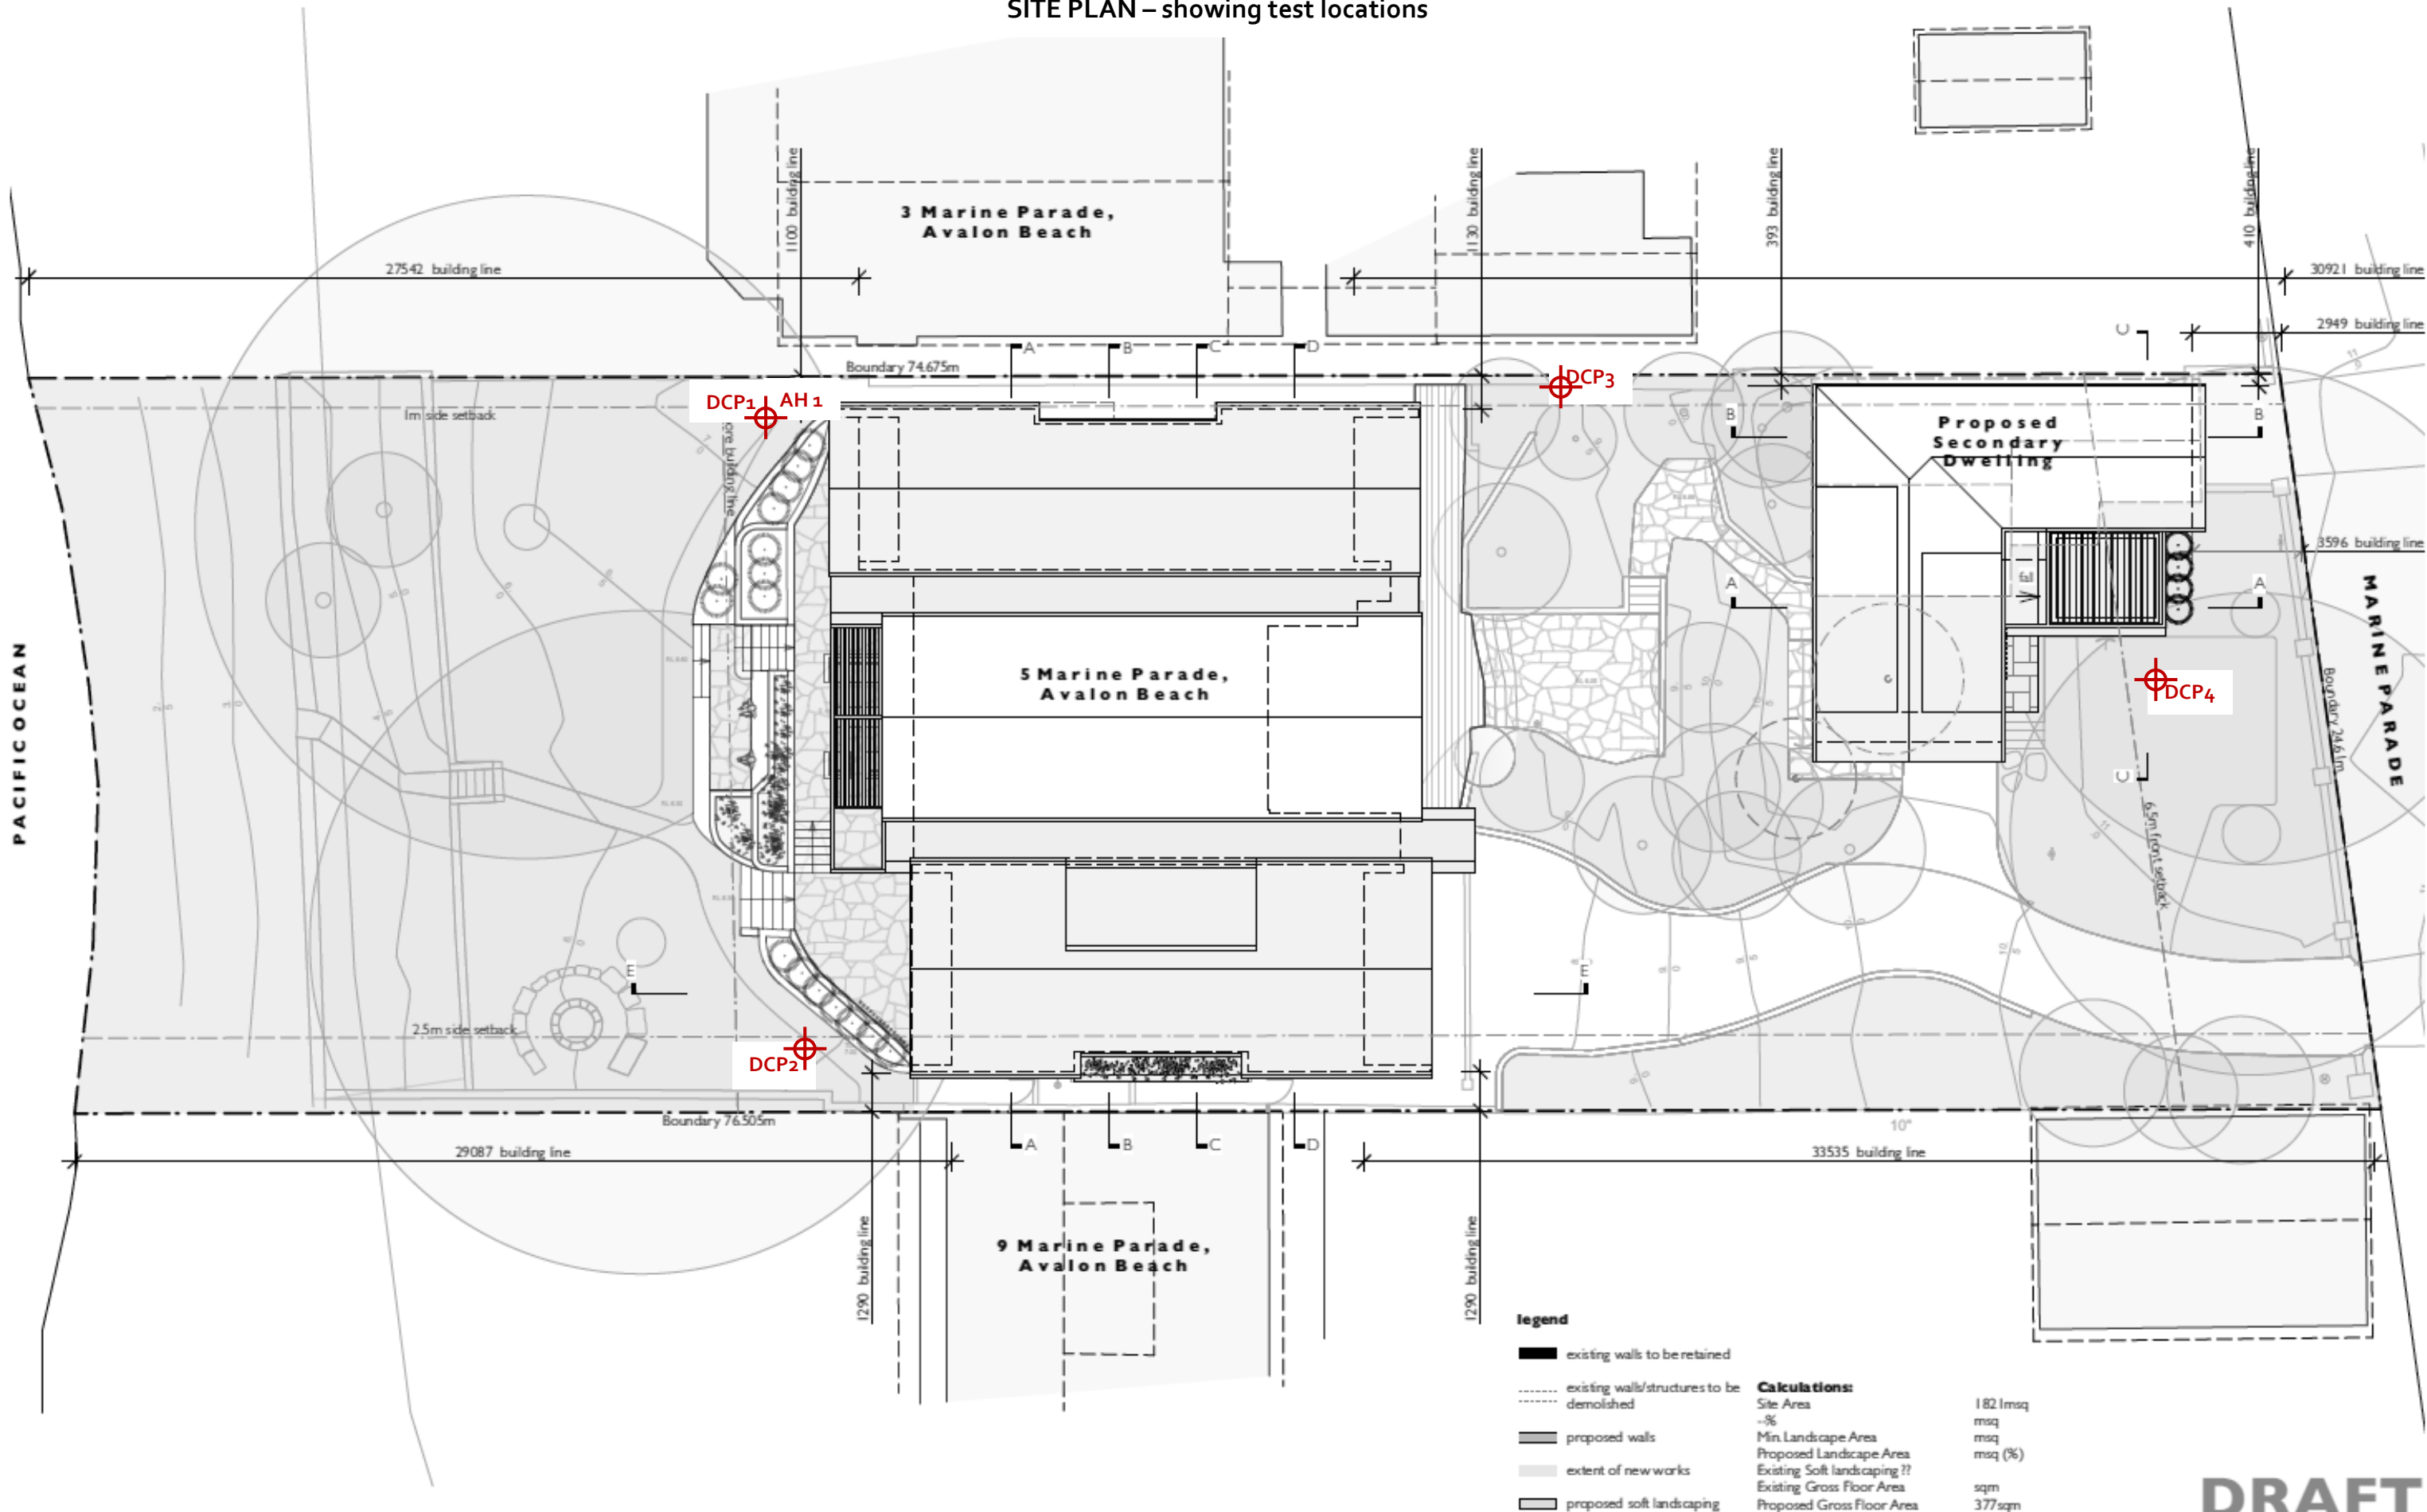 SITE PLAN – showing test locations
1100 building line
1130 building line
393 building line
410 building line
3 Marine Parade,
Avalon Beach
27542 building line
30921 building line
2949 building line
C
A
B
C
D
Boundary 74.675m
DCP3
DCP1
AH 1
1m side setback
B
B
Proposed
Secondary
Dwelling
3596 building line
A
fall
A
MARINE PARADE
PACIFIC OCEAN
5 Marine Parade,
Avalon Beach
DCP4
Boundary 24.61m
C
6.5m front setback
E
E
2.5m side setback
DCP2
Boundary 76.505m
A
B
C
D
10"
29087 building line
33535 building line
1290 building line
1290 building line
9 Marine Parade,
Avalon Beach
legend
existing walls to be retained
existing walls/structures to be
demolished
proposed walls
extent of new works
proposed soft landscaping
Calculations:
Site Area 1821msq
--% msq
Min. Landscape Area msq
Proposed Landscape Area msq (%)
Existing Soft landscaping ??
Existing Gross Floor Area sqm
Proposed Gross Floor Area 377sqm
DRAFT